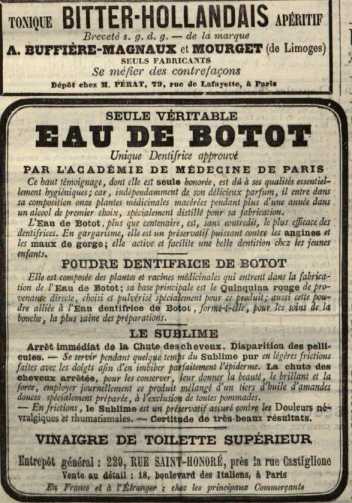 TONIQUE BITTER-HOLLANDAIS APÉRITIF
Breveté s. g. d. g. — de la marque
A. BUFFIÈRE-MAGNAUX et MOURGET (de Limoges)
SEULS FABRICANTS
Se méfier des contrefaçons
Dépôt chez M. PÉRAT, 79, rue de Lafayette, à Paris
SEULE VÉRITABLE
EAU DE BOTOT
Unique Dentifrice approuvé
PAR L'ACADÉMIE DE MÉDECINE DE PARIS
Ce haut témoignage, dont elle est seule honorée, est dû à ses qualités essentiel-
lement hygiéniques; car, indépendamment de son délicieux parfum, il entre dans
sa composition onze plantes médicinales macérées pendant plus d'une année dans
un alcool de premier choix, spécialement distillé pour sa fabrication.
L'Eau de Botot, plus que centenaire, est, sans contredit, le plus efficace des
dentifrices. En gargarisme, elle est un préservatif puissant contre les angines et
les maux de gorge; elle active et facilite une belle dentition chez les jeunes
enfants.
POUDRE DENTIFRICE DE BOTOT
Elle est composée des plantes et racines médicinales qui entrent dans la fabrica-
tion de l'Eau de Botot; sa base principale est le Quinquina rouge de pro-
venance directe, choisi et pulvérisé spécialement pour ce produit; aussi cette pou-
dre alliée à l'Eau dentifrice de Botot, forme-t-elle, pour les soins de la
bouche, la plus saine des préparations.
LE SUBLIME
Arrêt immédiat de la Chute des cheveux. Disparition des pelli-
cules. — Se servir pendant quelque temps du Sublime pur en légères frictions
faites avec les doigts afin d'en imbiber parfaitement l'épiderme. La chute des
cheveux arrêtée, pour les conserver, leur donner la beauté, le brillant et la
force, employer journellement ce produit mélangé d'un tiers d'huile d'amandes
douces spécialement préparée, à l'exclusion de toutes pommades.
— En frictions, le Sublime est un préservatif assuré contre les Douleurs né-
vralgiques et rhumatismales. — Certitude de très-beaux résultats.
VINAIGRE DE TOILETTE SUPÉRIEUR
Entrepôt général : 229, RUE SAINT-HONORÉ, près la rue Castiglione
Vente au détail : 18, boulevard des Italiens, à Paris
En France et à l'Étranger : chez les principaux Commerçants